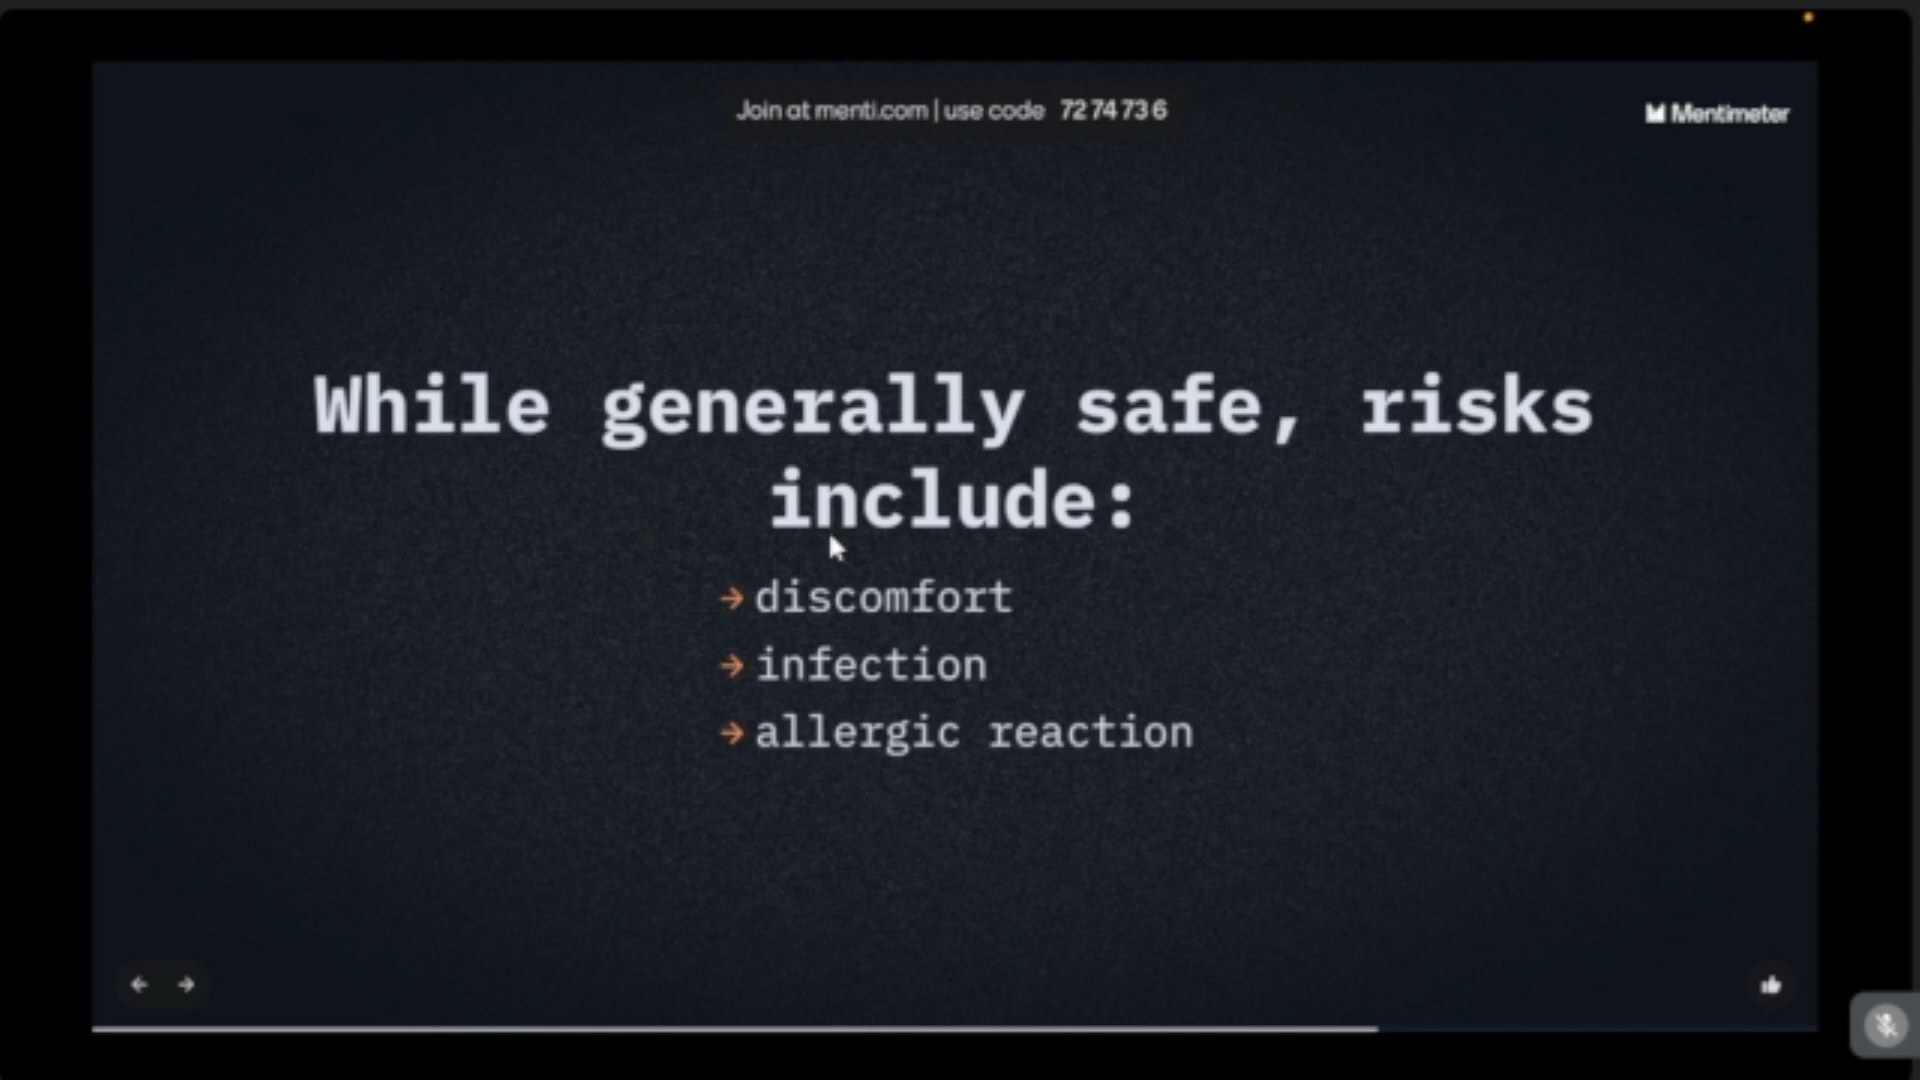 Join at menti.com | use code 72 74 73 6
Mentimeter
While generally safe, risks
include:
→ discomfort
→ infection
→ allergic reaction